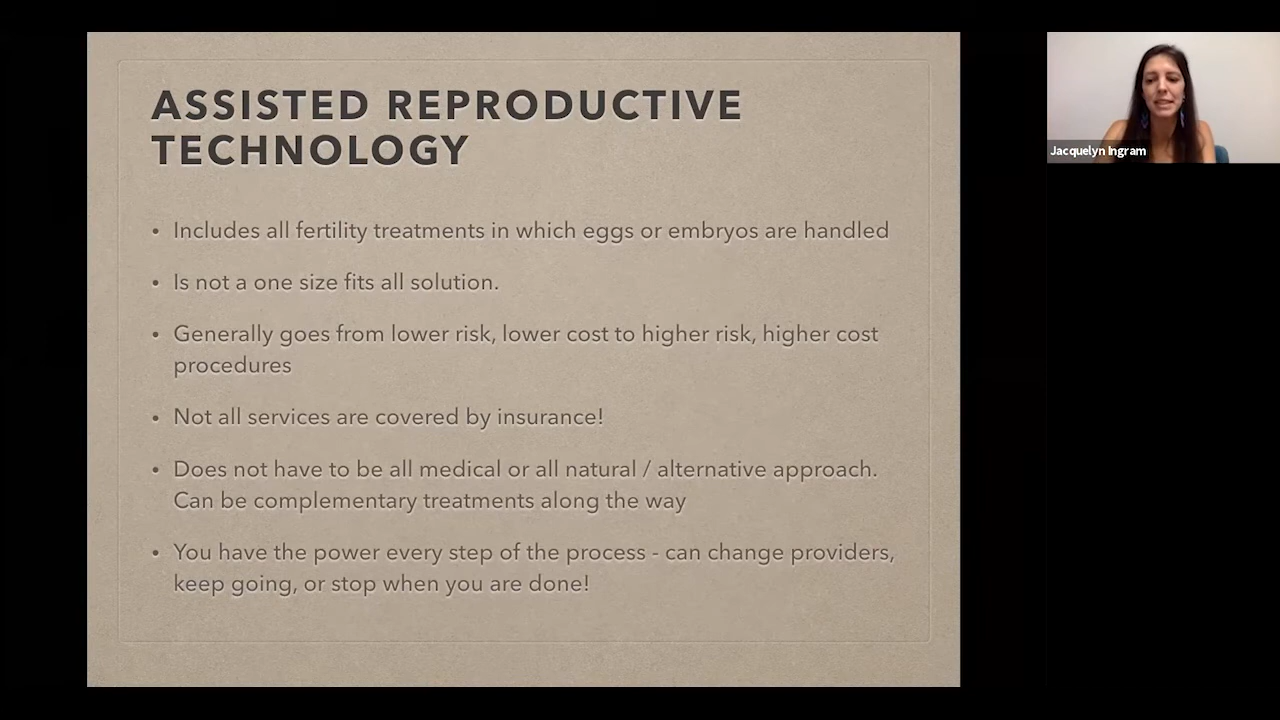 ASSISTED REPRODUCTIVE
TECHNOLOGY
• Includes all fertility treatments in which eggs or embryos are handled
• Is not a one size fits all solution.
• Generally goes from lower risk, lower cost to higher risk, higher cost
procedures
• Not all services are covered by insurance!
• Does not have to be all medical or all natural / alternative approach.
Can be complementary treatments along the way
• You have the power every step of the process - can change providers,
keep going, or stop when you are done!
Jacquelyn Ingram